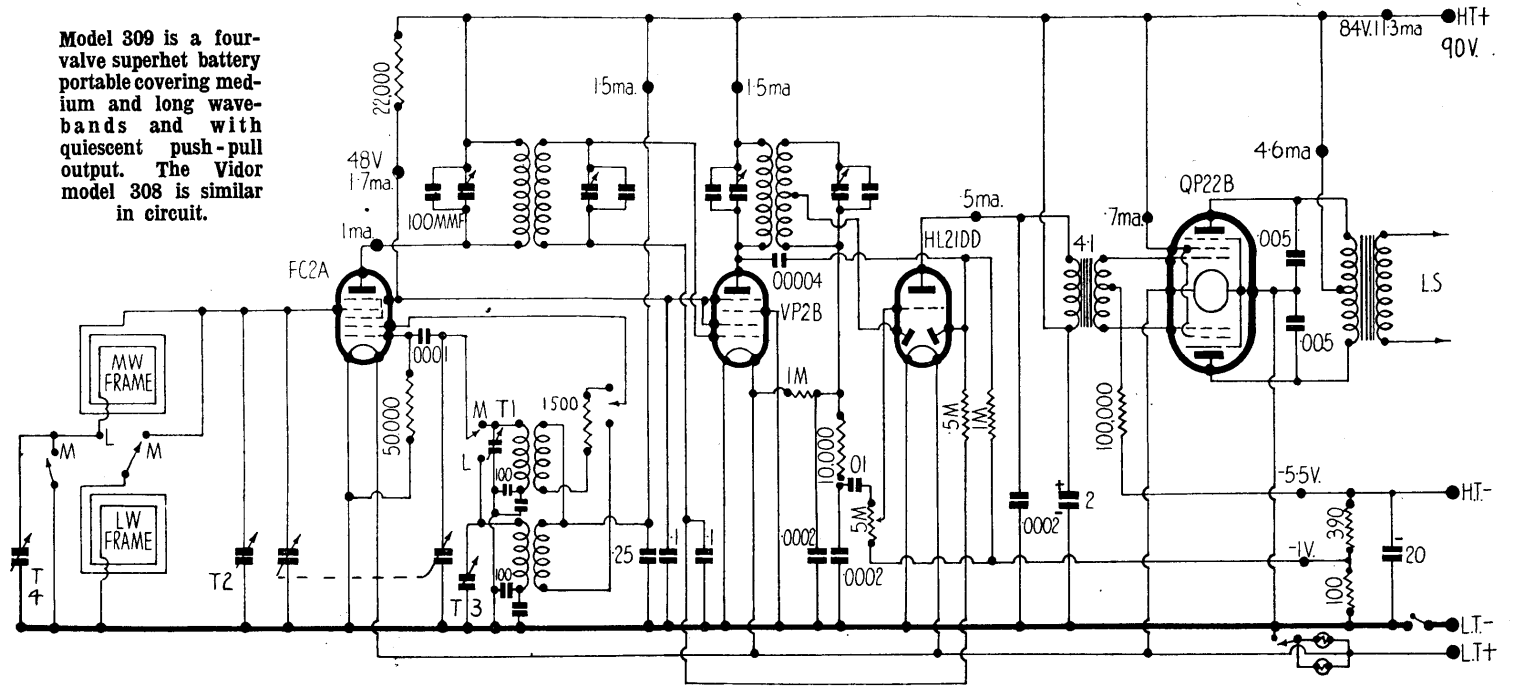 Model 309 is a four-
valve superhet battery
portable covering med-
ium and long wave-
bands and with
quiescent push-pull
output. The Vidor
model 308 is similar
in circuit.
22,000
48V
1·7ma.
1ma.
100MMF
1·5ma.
1·5ma
84V.11·3ma
HT+
90V.
4·6ma
QP22B
·7ma.
·5ma.
HL21DD
4·1
·005
·005
L.S
FC2A
·00004
VP2B
·0001
MW
FRAME
L
M
M
LW
FRAME
T
4
T2
50,000
M
T1
L
1500
100
100
T3
·25
·1
·1
1M
10,000
·01
·5M
·0002
·0002
·5M
1M
·0002
+
2
-
100,000
-5·5V.
-1V.
390
100
-
20
H.T.-
L.T.-
L.T+